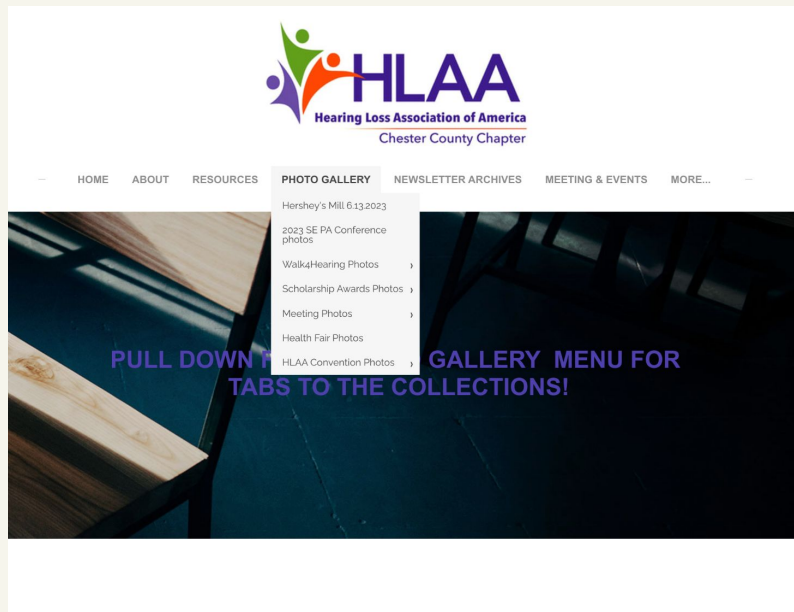 HLAA
Hearing Loss Association of America
Chester County Chapter
HOME ABOUT RESOURCES PHOTO GALLERY NEWSLETTER ARCHIVES MEETING & EVENTS MORE...
Hershey's Mill 6.13.2023
2023 SE PA Conference
photos
Walk4Hearing Photos
Scholarship Awards Photos
Meeting Photos
Health Fair Photos
HLAA Convention Photos
PULL DOWN GALLERY MENU FOR
TABS TO THE COLLECTIONS!